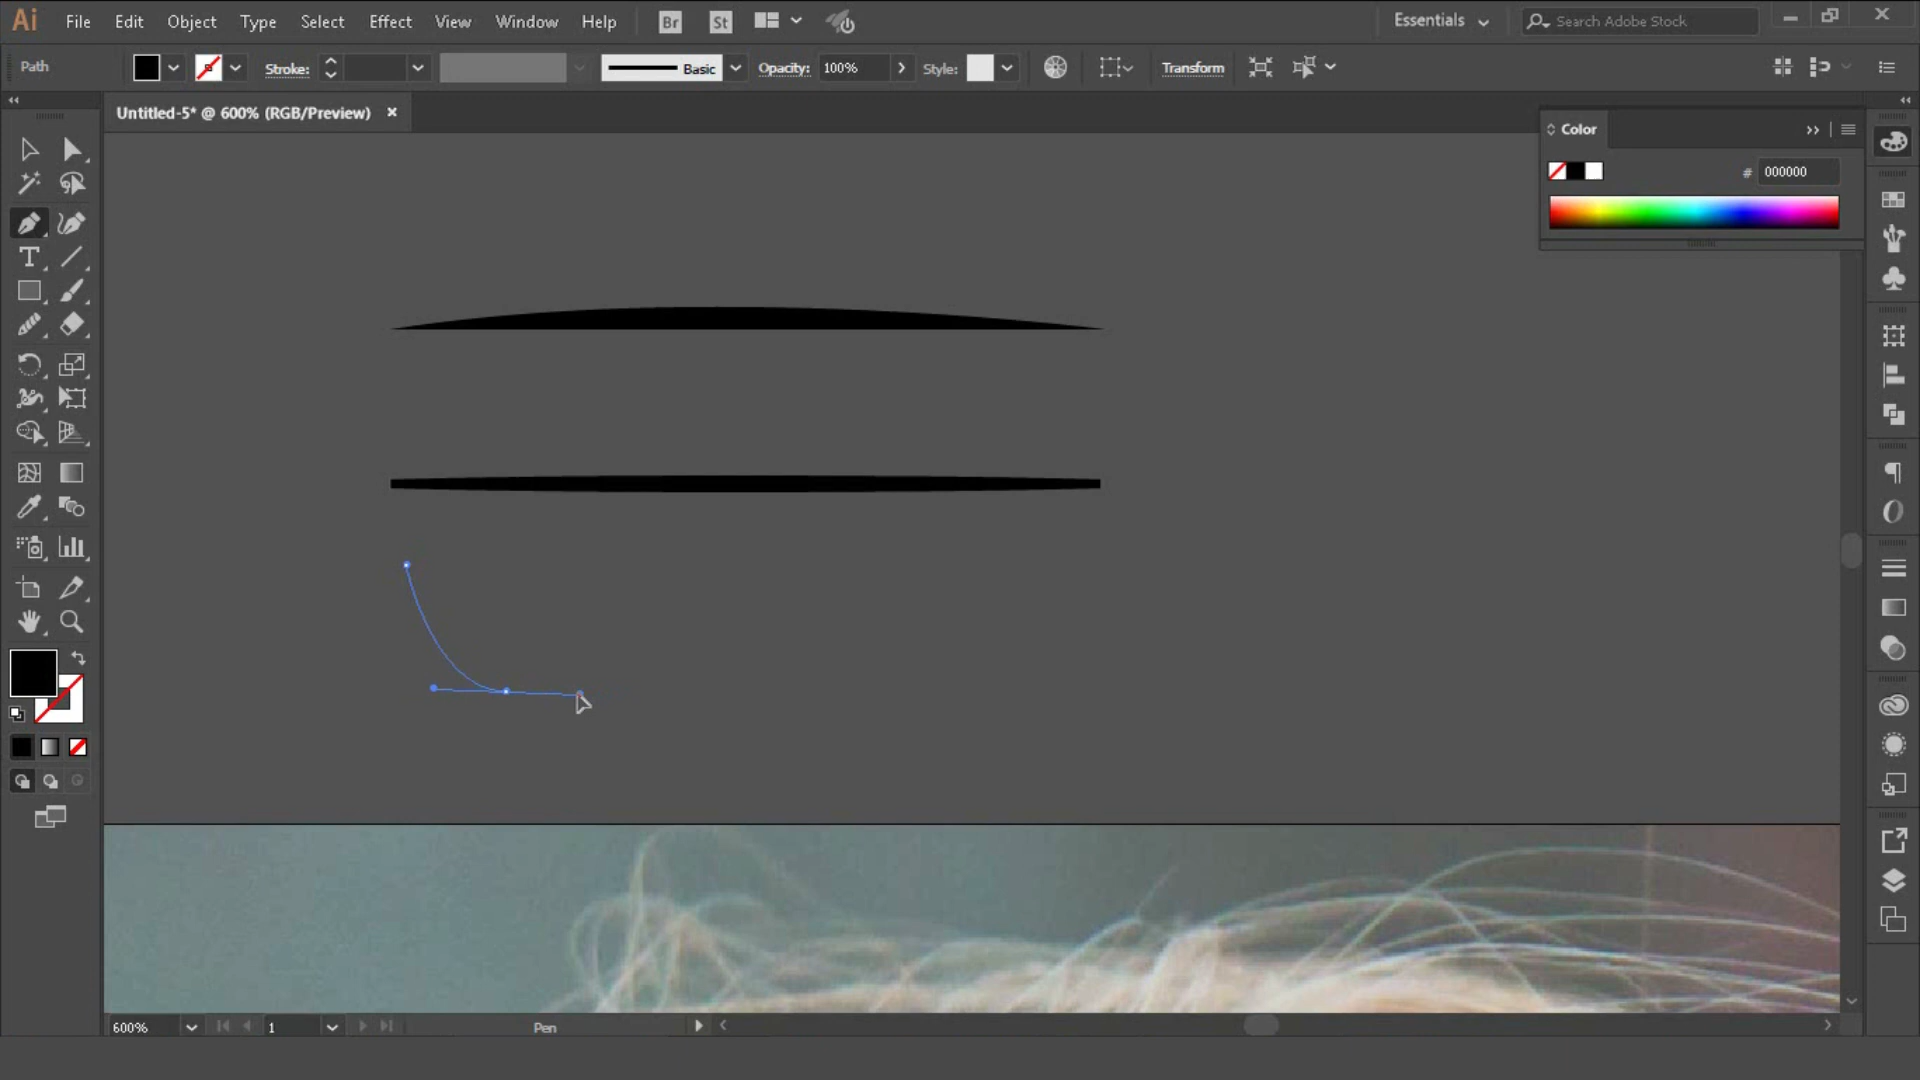 Ai File Edit Object Type Select Effect View Window Help Br St Essentials Search Adobe Stock
Path Stroke: Basic Opacity: 100% Style: Transform
Untitled-5* @ 600% (RGB/Preview)
Color
# 000000
600% 1 Pen